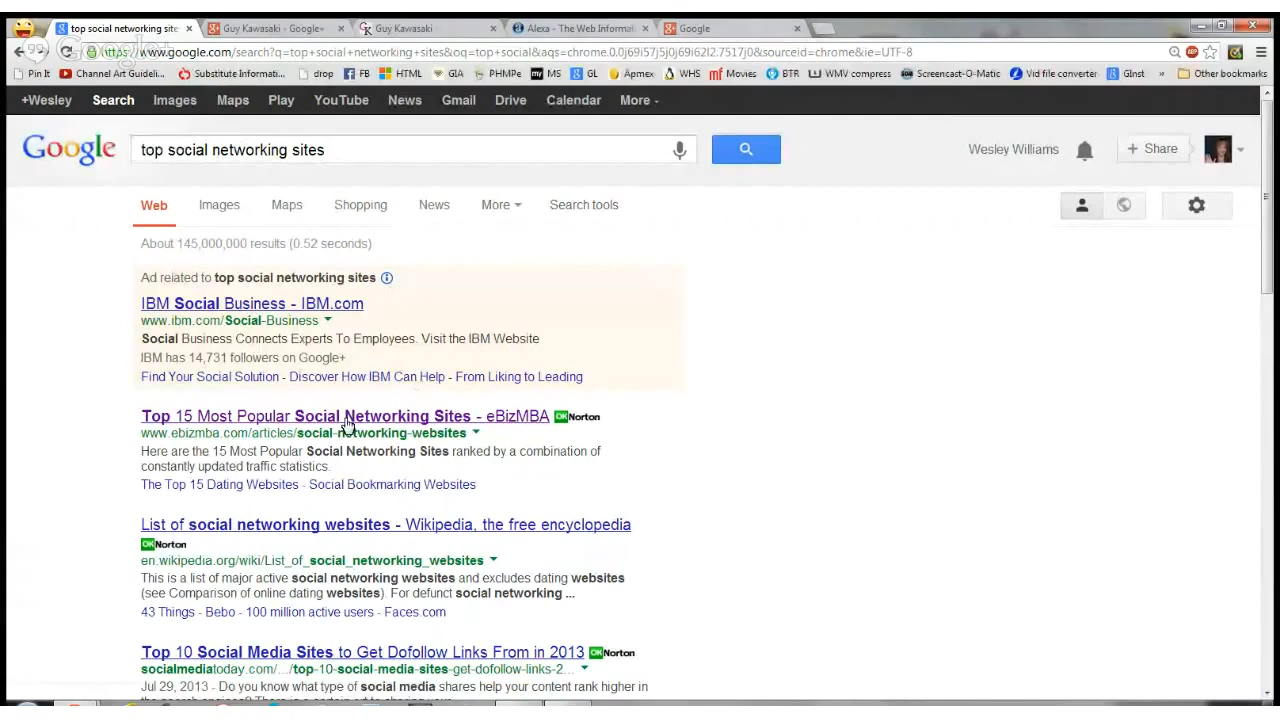 top social networking site
Guy Kawasaki - Google+
Guy Kawasaki
Alexa - The Web Informati
Google
Google+
https://www.google.com/search?q=top+social+networking+sites&oq=top+social&aqs=chrome.0.0j69i57j5j0j69i62l2.7517j0&sourceid=chrome&ie=UTF-8
Pin It
Channel Art Guideli...
Substitute Informati...
drop
FB
HTML
GIA
PHMPe
my MS
GL
Apmex
WHS
mf Movies
BTR
WMV compress
Screencast-O-Matic
Vid file converter
GInst
»
Other bookmarks
+Wesley Search Images Maps Play YouTube News Gmail Drive Calendar More
Google
top social networking sites
Wesley Williams
+ Share
Web Images Maps Shopping News More Search tools
About 145,000,000 results (0.52 seconds)
Ad related to top social networking sites
IBM Social Business - IBM.com
www.ibm.com/Social-Business
Social Business Connects Experts To Employees. Visit the IBM Website
IBM has 14,731 followers on Google+
Find Your Social Solution - Discover How IBM Can Help - From Liking to Leading
Top 15 Most Popular Social Networking Sites - eBizMBA OK Norton
www.ebizmba.com/articles/social-networking-websites
Here are the 15 Most Popular Social Networking Sites ranked by a combination of
constantly updated traffic statistics.
The Top 15 Dating Websites - Social Bookmarking Websites
List of social networking websites - Wikipedia, the free encyclopedia
OK Norton
en.wikipedia.org/wiki/List_of_social_networking_websites
This is a list of major active social networking websites and excludes dating websites
(see Comparison of online dating websites). For defunct social networking ...
43 Things - Bebo - 100 million active users - Faces.com
Top 10 Social Media Sites to Get Dofollow Links From in 2013 OK Norton
socialmediatoday.com/.../top-10-social-media-sites-get-dofollow-links-2...
Jul 29, 2013 - Do you know what type of social media shares help your content rank higher in